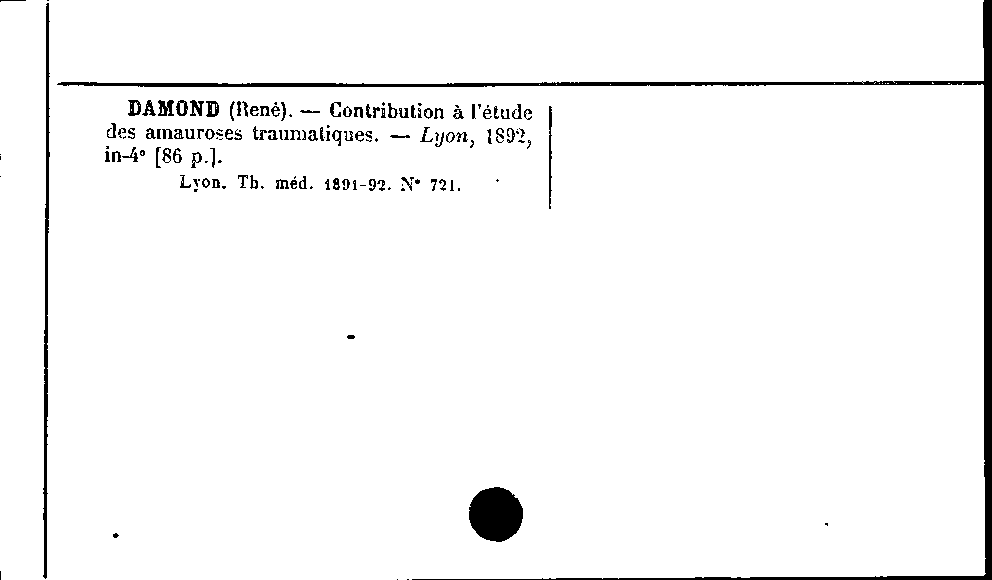 DAMOND (René). — Contribution à l'étude
des amauroses traumatiques. — Lyon, 1892,
in-4° [86 p.].
Lyon. Th. méd. 1891-92. N° 721.